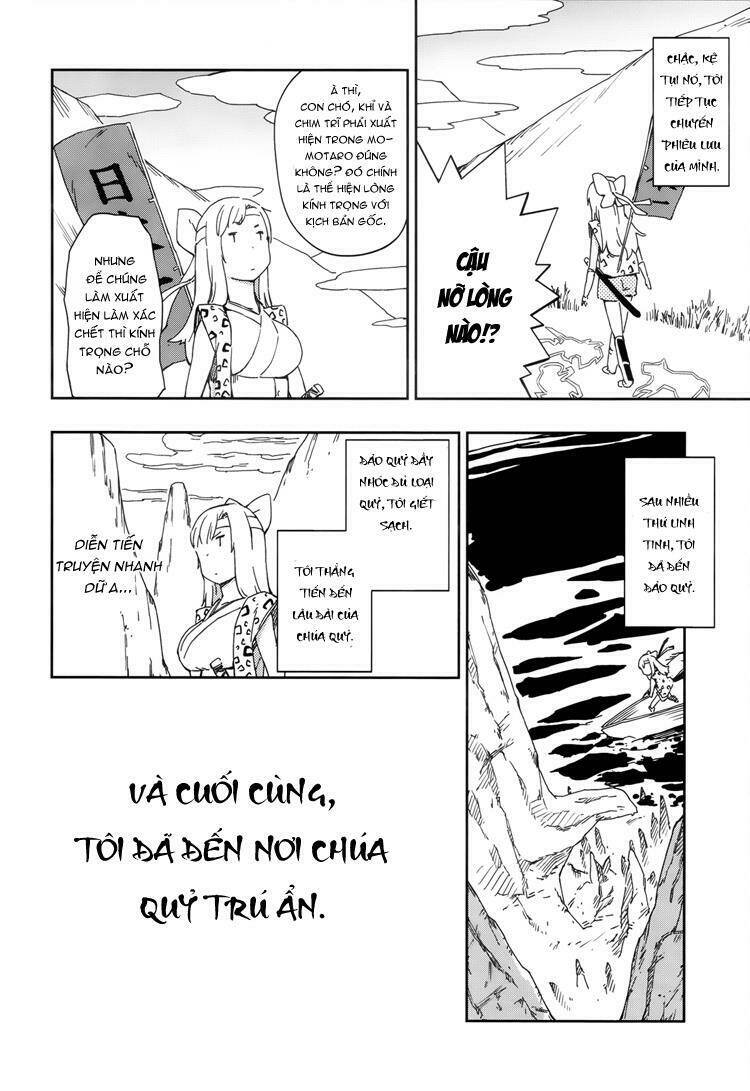 CHẬC, KỆ
TỤI NÓ, TÔI
TIẾP TỤC
CHUYẾN
PHIÊU LƯU
CỦA MÌNH.
CẬU
NỠ LÒNG
NÀO!?
À THÌ,
CON CHÓ, KHỈ VÀ
CHIM TRĨ PHẢI XUẤT
HIỆN TRONG MO-
MOTARO ĐÚNG
KHÔNG? ĐÓ CHÍNH
LÀ THỂ HIỆN LÒNG
KÍNH TRỌNG VỚI
KỊCH BẢN GỐC.
NHƯNG
ĐỂ CHÚNG
LÀM XUẤT
HIỆN LÀM XÁC
CHẾT THÌ KÍNH
TRỌNG CHỖ
NÀO?
日
SAU NHIỀU
THỨ LINH
TINH, TÔI
ĐÃ ĐẾN
ĐẢO QUỶ.
ĐẢO QUỶ ĐẦY
NHÓC ĐỦ LOẠI
QUỶ, TÔI GIẾT
SẠCH.
TÔI THẲNG
TIẾN ĐẾN
LÂU ĐÀI CỦA
CHÚA QUỶ.
DIỄN TIẾN
TRUYỆN NHANH
DỮ A...
VÀ CUỐI CÙNG,
TÔI ĐÃ ĐẾN NƠI CHÚA
QUỶ TRÚ ẨN.